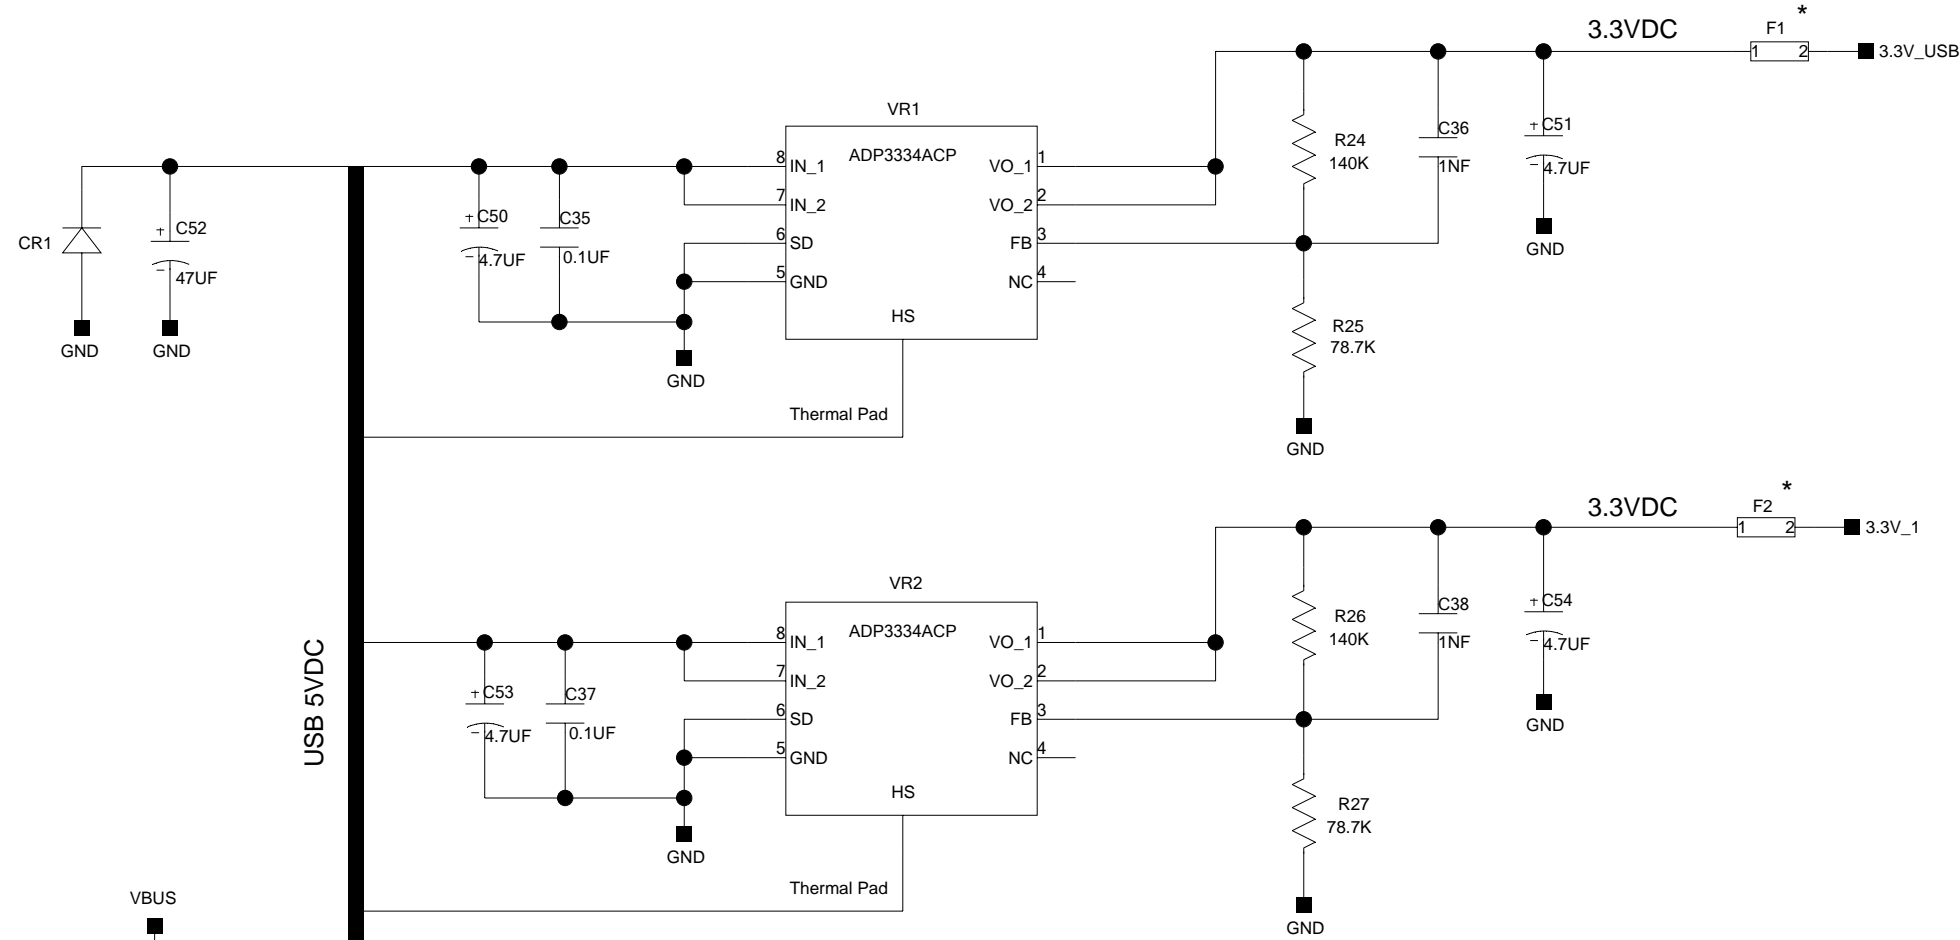 *
3.3VDC
F1
1 2
3.3V_USB
VR1
ADP3334ACP
8 IN_1
7 IN_2
6 SD
5 GND
VO_1 1
VO_2 2
FB 3
NC 4
HS
Thermal Pad
CR1
GND
+ C52
- 47UF
GND
+ C50
- 4.7UF
C35
0.1UF
GND
R24
140K
C36
1NF
+ C51
- 4.7UF
GND
R25
78.7K
GND
USB 5VDC
*
3.3VDC
F2
1 2
3.3V_1
VR2
ADP3334ACP
8 IN_1
7 IN_2
6 SD
5 GND
VO_1 1
VO_2 2
FB 3
NC 4
HS
Thermal Pad
+ C53
- 4.7UF
C37
0.1UF
GND
R26
140K
C38
1NF
+ C54
- 4.7UF
GND
R27
78.7K
GND
VBUS